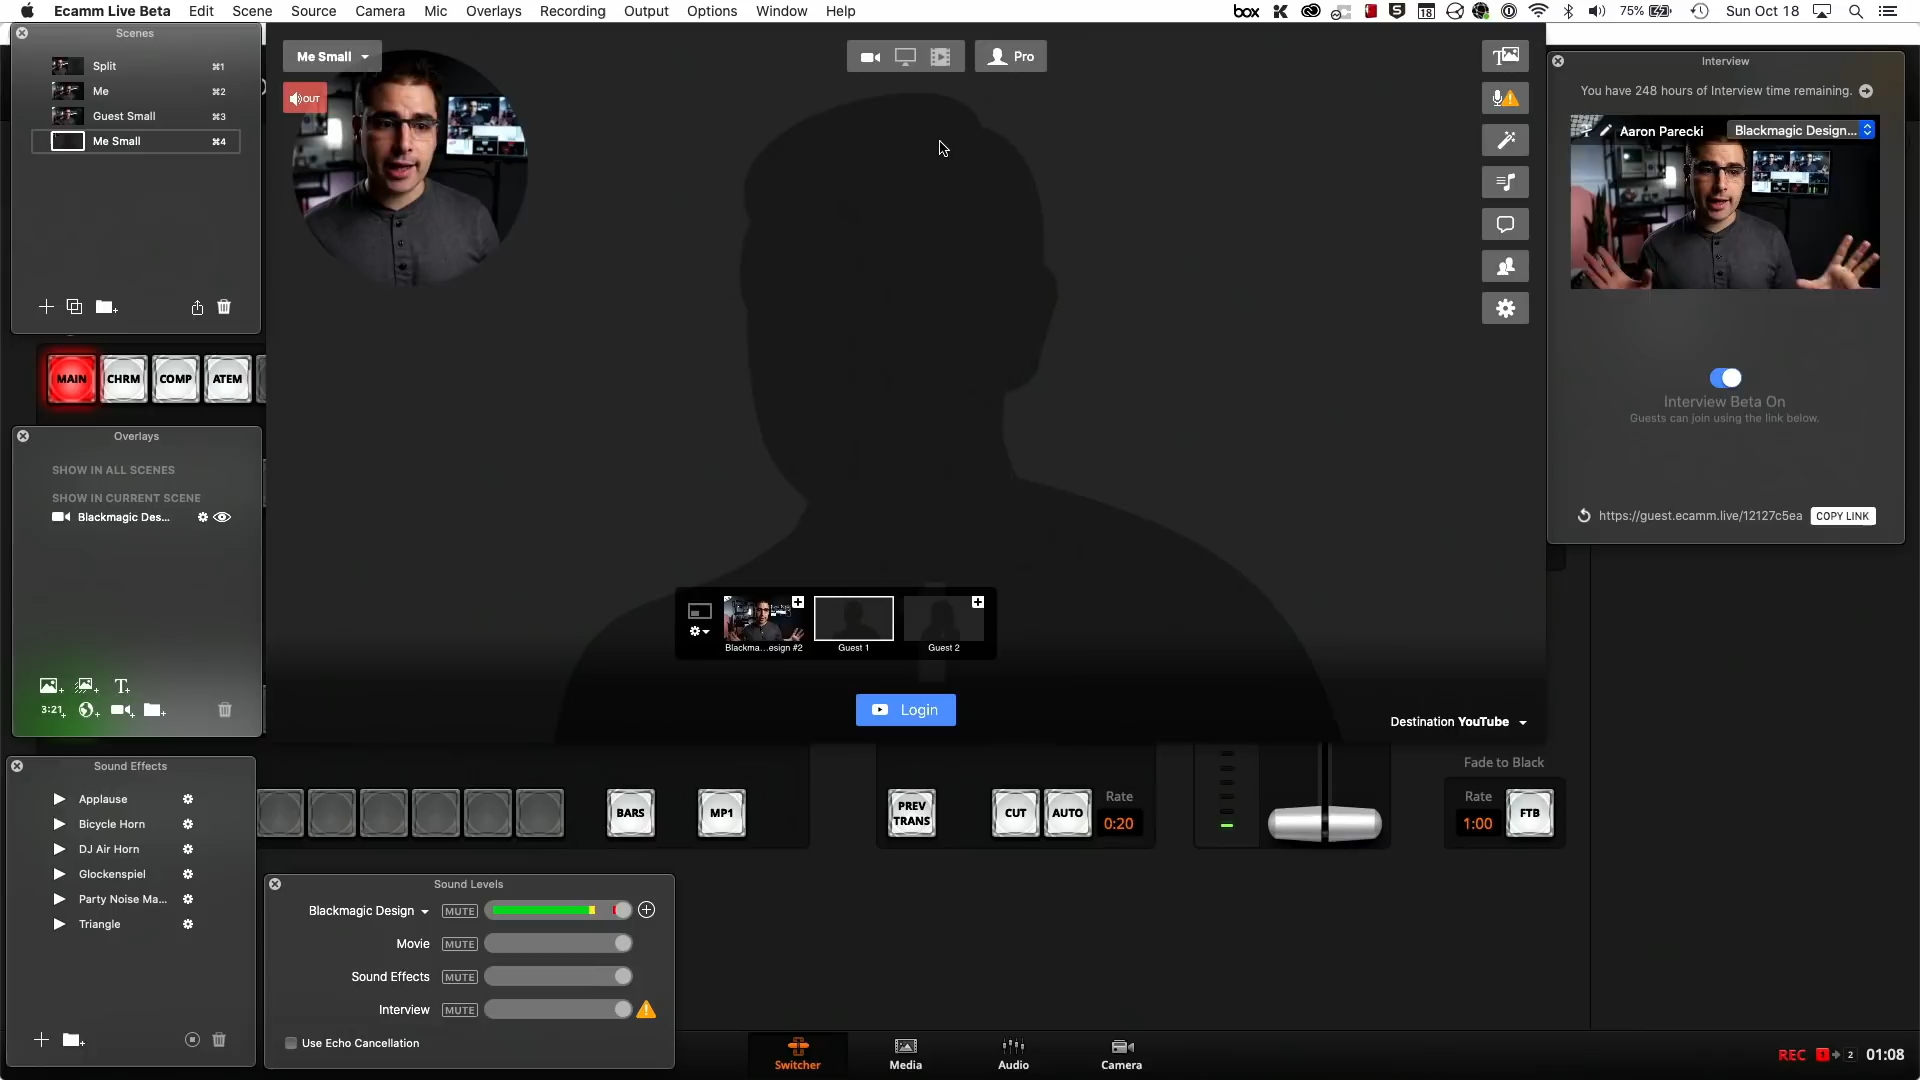 Ecamm Live Beta Edit Scene Source Camera Mic Overlays Recording Output Options Window Help
box 18 75% Sun Oct 18
Scenes
Split ⌘1
Me ⌘2
Guest Small ⌘3
Me Small ⌘4
Me Small
OUT
Pro
Interview
You have 248 hours of Interview time remaining.
Aaron Parecki Blackmagic Design...
Interview Beta On
Guests can join using the link below.
https://guest.ecamm.live/12127c5ea COPY LINK
MAIN CHRM COMP ATEM
Overlays
SHOW IN ALL SCENES
SHOW IN CURRENT SCENE
Blackmagic Des...
3:21
Blackma...esign #2 Guest 1 Guest 2
Login
Destination YouTube
Sound Effects
Applause
Bicycle Horn
DJ Air Horn
Glockenspiel
Party Noise Ma...
Triangle
BARS MP1
PREV TRANS
CUT AUTO
Rate
0:20
Fade to Black
Rate
1:00
FTB
Sound Levels
Blackmagic Design MUTE
Movie MUTE
Sound Effects MUTE
Interview MUTE
Use Echo Cancellation
Switcher Media Audio Camera
REC 1 2 01:08